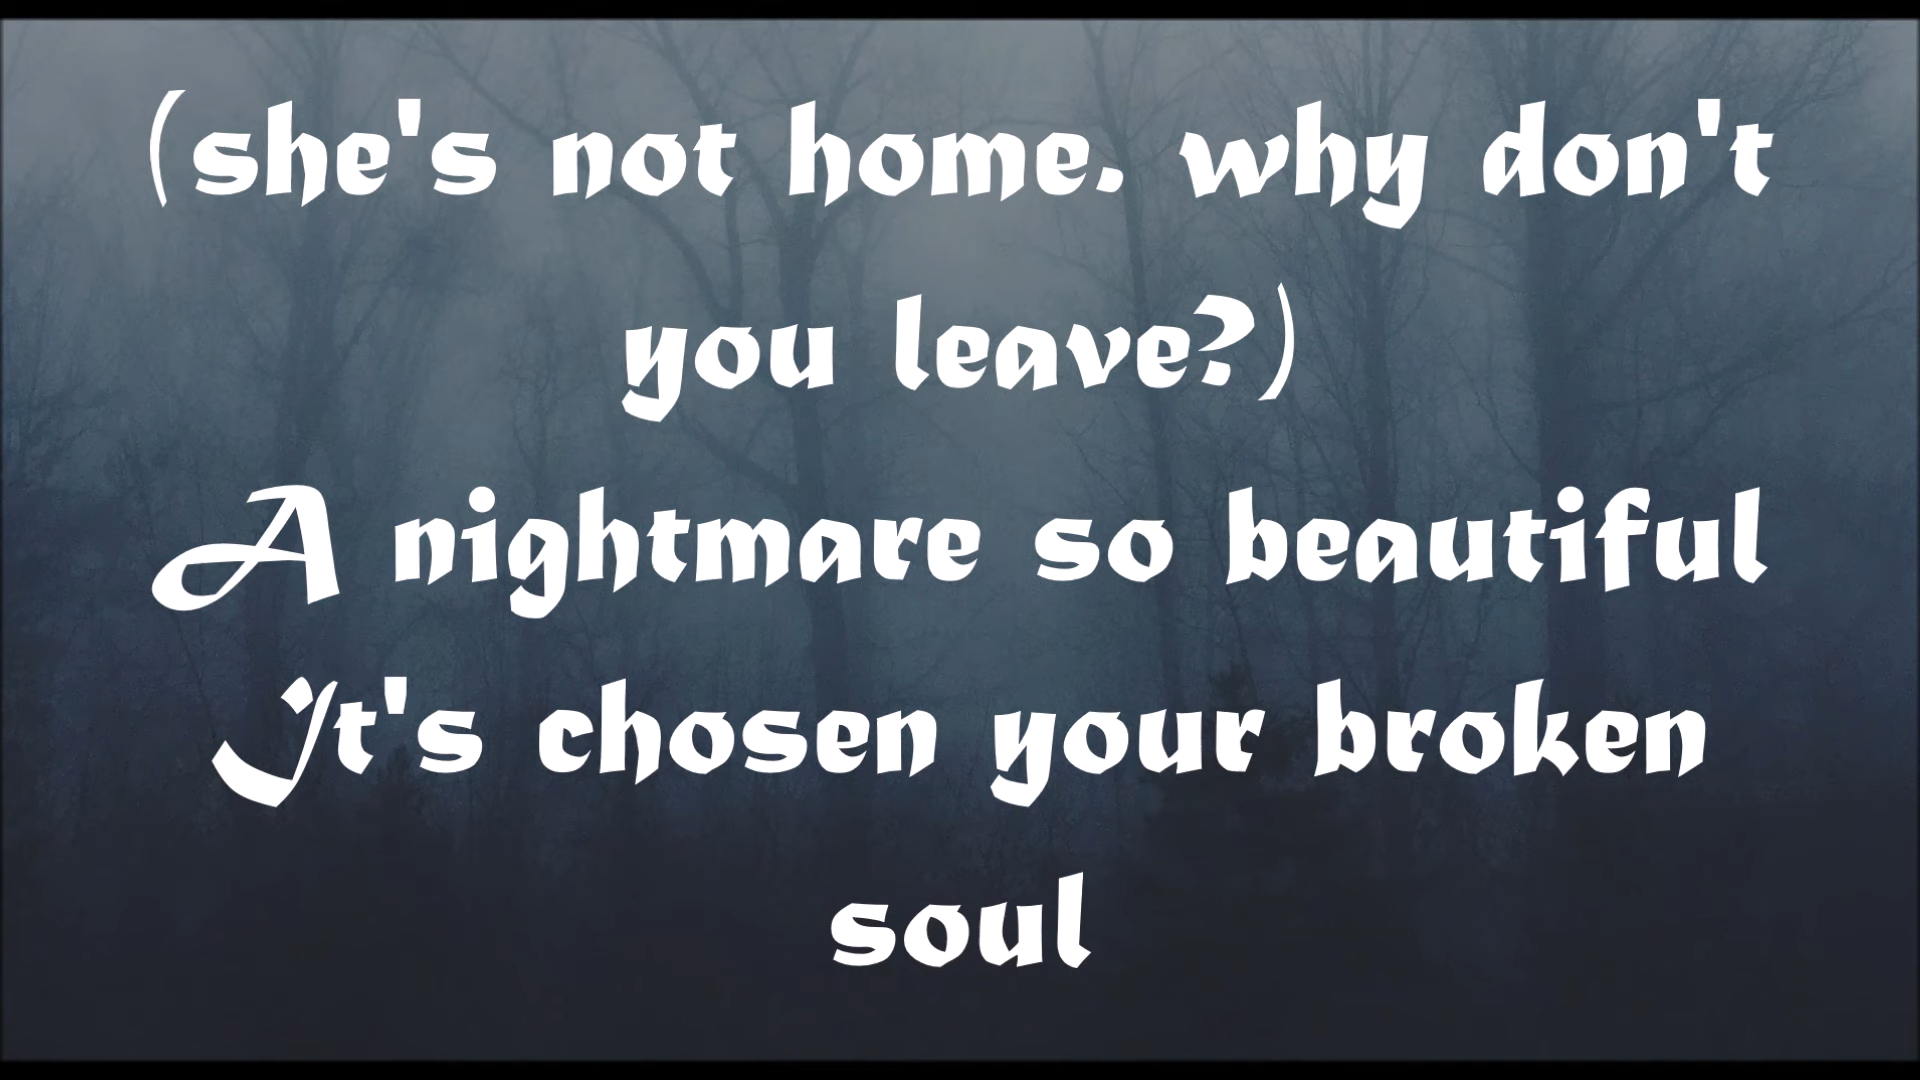 (she's not home. why don't
you leave?)
A nightmare so beautiful
It's chosen your broken
soul